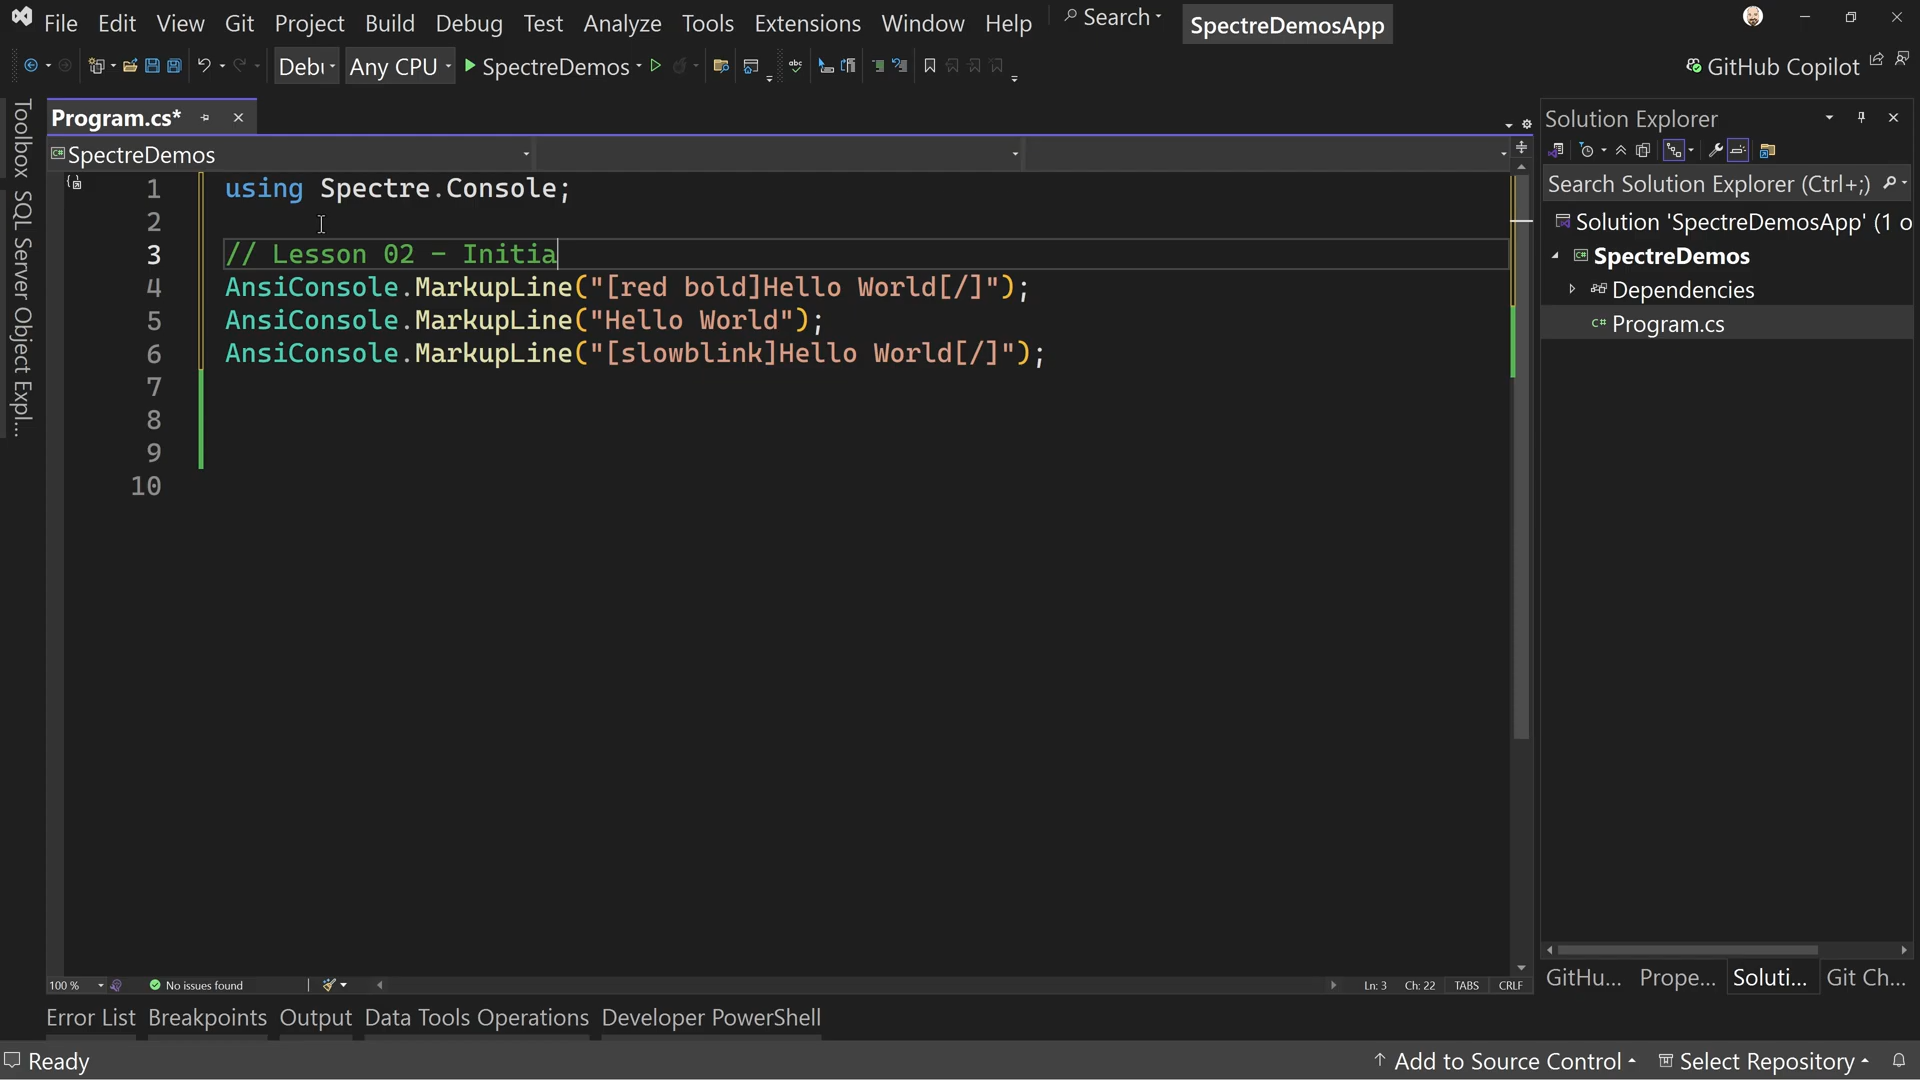 File Edit View Git Project Build Debug Test Analyze Tools Extensions Window Help Search SpectreDemosApp
Debu Any CPU SpectreDemos GitHub Copilot
Toolbox
SQL Server Object Expl...
Program.cs*
SpectreDemos
1 using Spectre.Console;
2
3 // Lesson 02 - Initia
4 AnsiConsole.MarkupLine("[red bold]Hello World[/]");
5 AnsiConsole.MarkupLine("Hello World");
6 AnsiConsole.MarkupLine("[slowblink]Hello World[/]");
7
8
9
10
Solution Explorer
Search Solution Explorer (Ctrl+;)
Solution 'SpectreDemosApp' (1 o
SpectreDemos
Dependencies
C# Program.cs
GitHu... Prope... Soluti... Git Ch...
100 % No issues found Ln: 3 Ch: 22 TABS CRLF
Error List Breakpoints Output Data Tools Operations Developer PowerShell
Ready Add to Source Control Select Repository